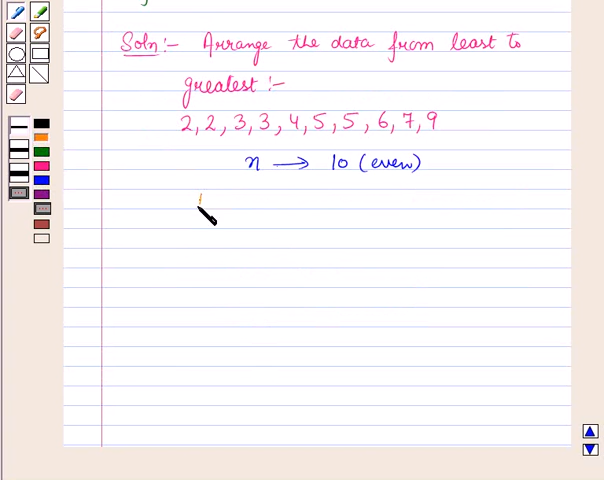 Soln:- Arrange the data from least to
greatest:-
2, 2, 3, 3, 4, 5, 5, 6, 7, 9
n → 10 (even)